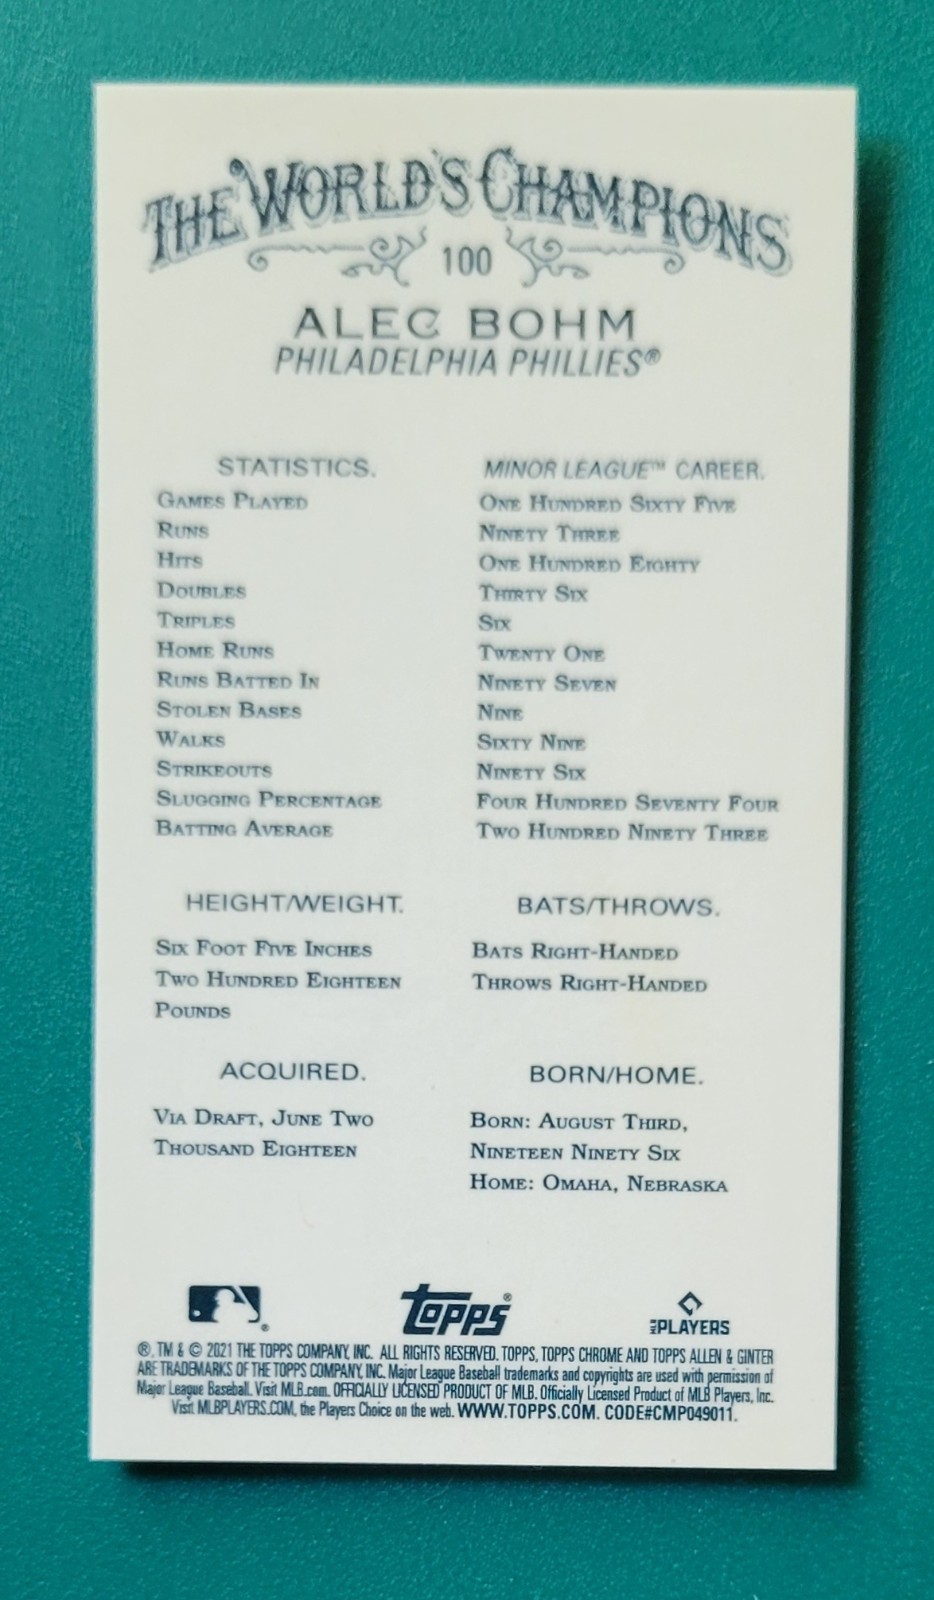 THE WORLD'S CHAMPIONS
100
ALEC BOHM
PHILADELPHIA PHILLIES®
STATISTICS. MINOR LEAGUE™ CAREER.
GAMES PLAYED ONE HUNDRED SIXTY FIVE
RUNS NINETY THREE
HITS ONE HUNDRED EIGHTY
DOUBLES THIRTY SIX
TRIPLES SIX
HOME RUNS TWENTY ONE
RUNS BATTED IN NINETY SEVEN
STOLEN BASES NINE
WALKS SIXTY NINE
STRIKEOUTS NINETY SIX
SLUGGING PERCENTAGE FOUR HUNDRED SEVENTY FOUR
BATTING AVERAGE TWO HUNDRED NINETY THREE
HEIGHT/WEIGHT.
SIX FOOT FIVE INCHES
TWO HUNDRED EIGHTEEN
POUNDS
BATS/THROWS.
BATS RIGHT-HANDED
THROWS RIGHT-HANDED
ACQUIRED.
VIA DRAFT, JUNE TWO
THOUSAND EIGHTEEN
BORN/HOME.
BORN: AUGUST THIRD,
NINETEEN NINETY SIX
HOME: OMAHA, NEBRASKA
®
topps®
MLB PLAYERS
®, TM & © 2021 THE TOPPS COMPANY, INC. ALL RIGHTS RESERVED. TOPPS, TOPPS CHROME AND TOPPS ALLEN & GINTER
ARE TRADEMARKS OF THE TOPPS COMPANY, INC. Major League Baseball trademarks and copyrights are used with permission of
Major League Baseball. Visit MLB.com. OFFICIALLY LICENSED PRODUCT OF MLB. Officially Licensed Product of MLB Players, Inc.
Visit MLBPLAYERS.COM, the Players Choice on the web. WWW.TOPPS.COM. CODE#CMP049011.